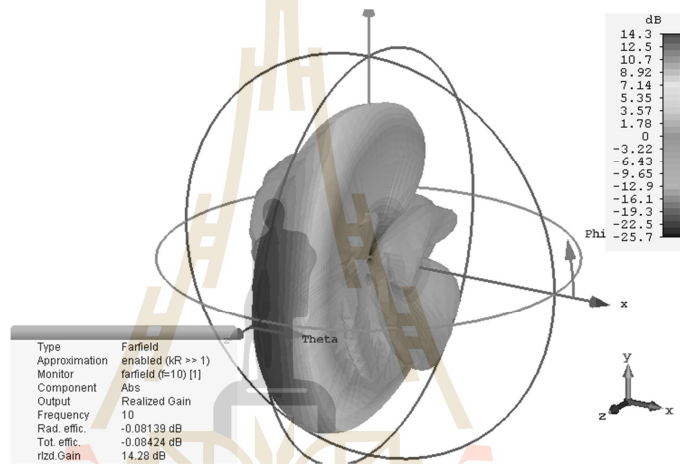 dB
14.3
12.5
10.7
8.92
7.14
5.35
3.57
1.78
0
-3.22
-6.43
-9.65
-12.9
-16.1
-19.3
-22.5
-25.7
Phi
x
Theta
z
y
z
x
Type Farfield
Approximation enabled (kR >> 1)
Monitor farfield (f=10) [1]
Component Abs
Output Realized Gain
Frequency 10
Rad. effic. -0.08139 dB
Tot. effic. -0.08424 dB
rlzd.Gain 14.28 dB